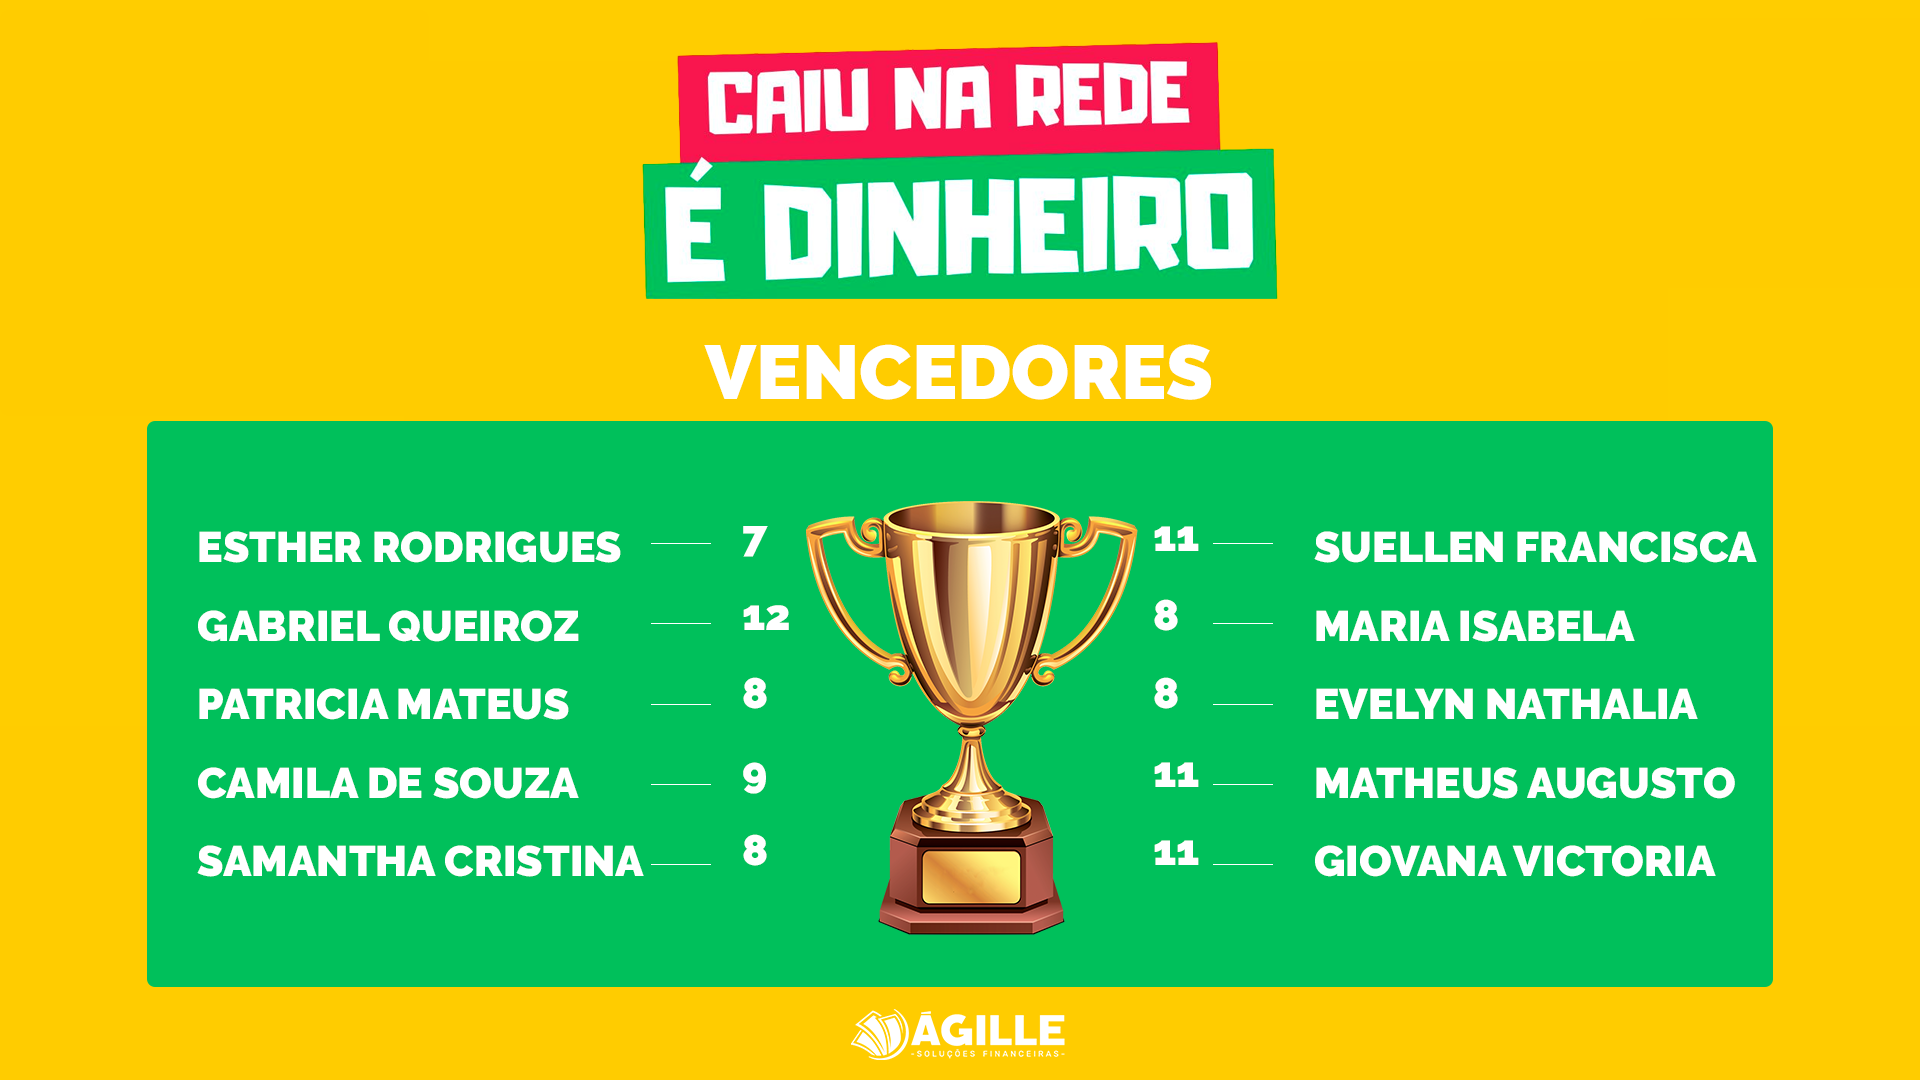 CAIU NA REDE
É DINHEIRO
VENCEDORES
ESTHER RODRIGUES 7
GABRIEL QUEIROZ 12
PATRICIA MATEUS 8
CAMILA DE SOUZA 9
SAMANTHA CRISTINA 8
11 SUELLEN FRANCISCA
8 MARIA ISABELA
8 EVELYN NATHALIA
11 MATHEUS AUGUSTO
11 GIOVANA VICTORIA
ÁGILLE
-SOLUÇÕES FINANCEIRAS-